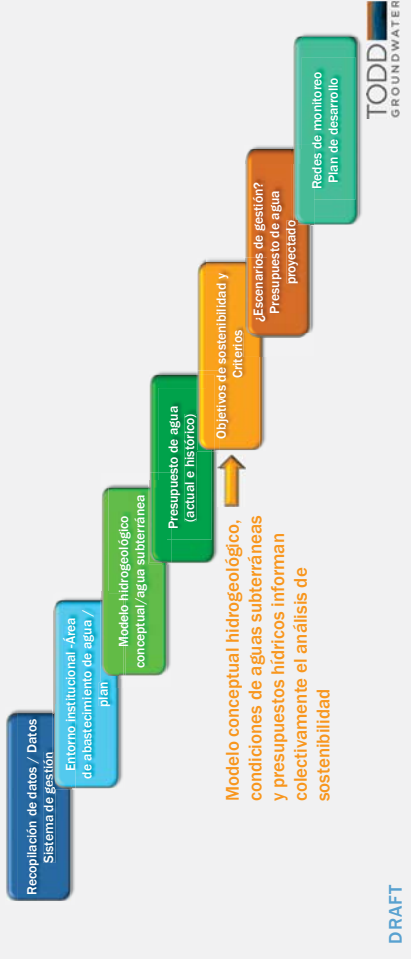 Recopilación de datos / Datos
Sistema de gestión
Entorno institucional -Área
de abastecimiento de agua /
plan
Modelo hidrogeológico
conceptual/agua subterránea
Presupuesto de agua
(actual e histórico)
Objetivos de sostenibilidad y
Criterios
¿Escenarios de gestión?
Presupuesto de agua
proyectado
Redes de monitoreo
Plan de desarrollo
Modelo conceptual hidrogeológico,
condiciones de aguas subterráneas
y presupuestos hídricos informan
colectivamente el análisis de
sostenibilidad
DRAFT
TODD
GROUNDWATER